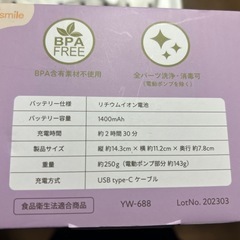 smile
BPA
FREE
BPA含有素材不使用
全パーツ洗浄・消毒可
(電動ポンプを除く)
バッテリー仕様 リチウムイオン電池
バッテリー容量 1400mAh
充電時間 約2時間30分
製品サイズ 縦 約14.3cm × 横 約11.2cm × 奥行 約7.8cm
重量 約250g(電動ポンプ部分 約143g)
充電方式 USB type-C ケーブル
食品衛生法適合商品 YW-688 LotNo. 202303